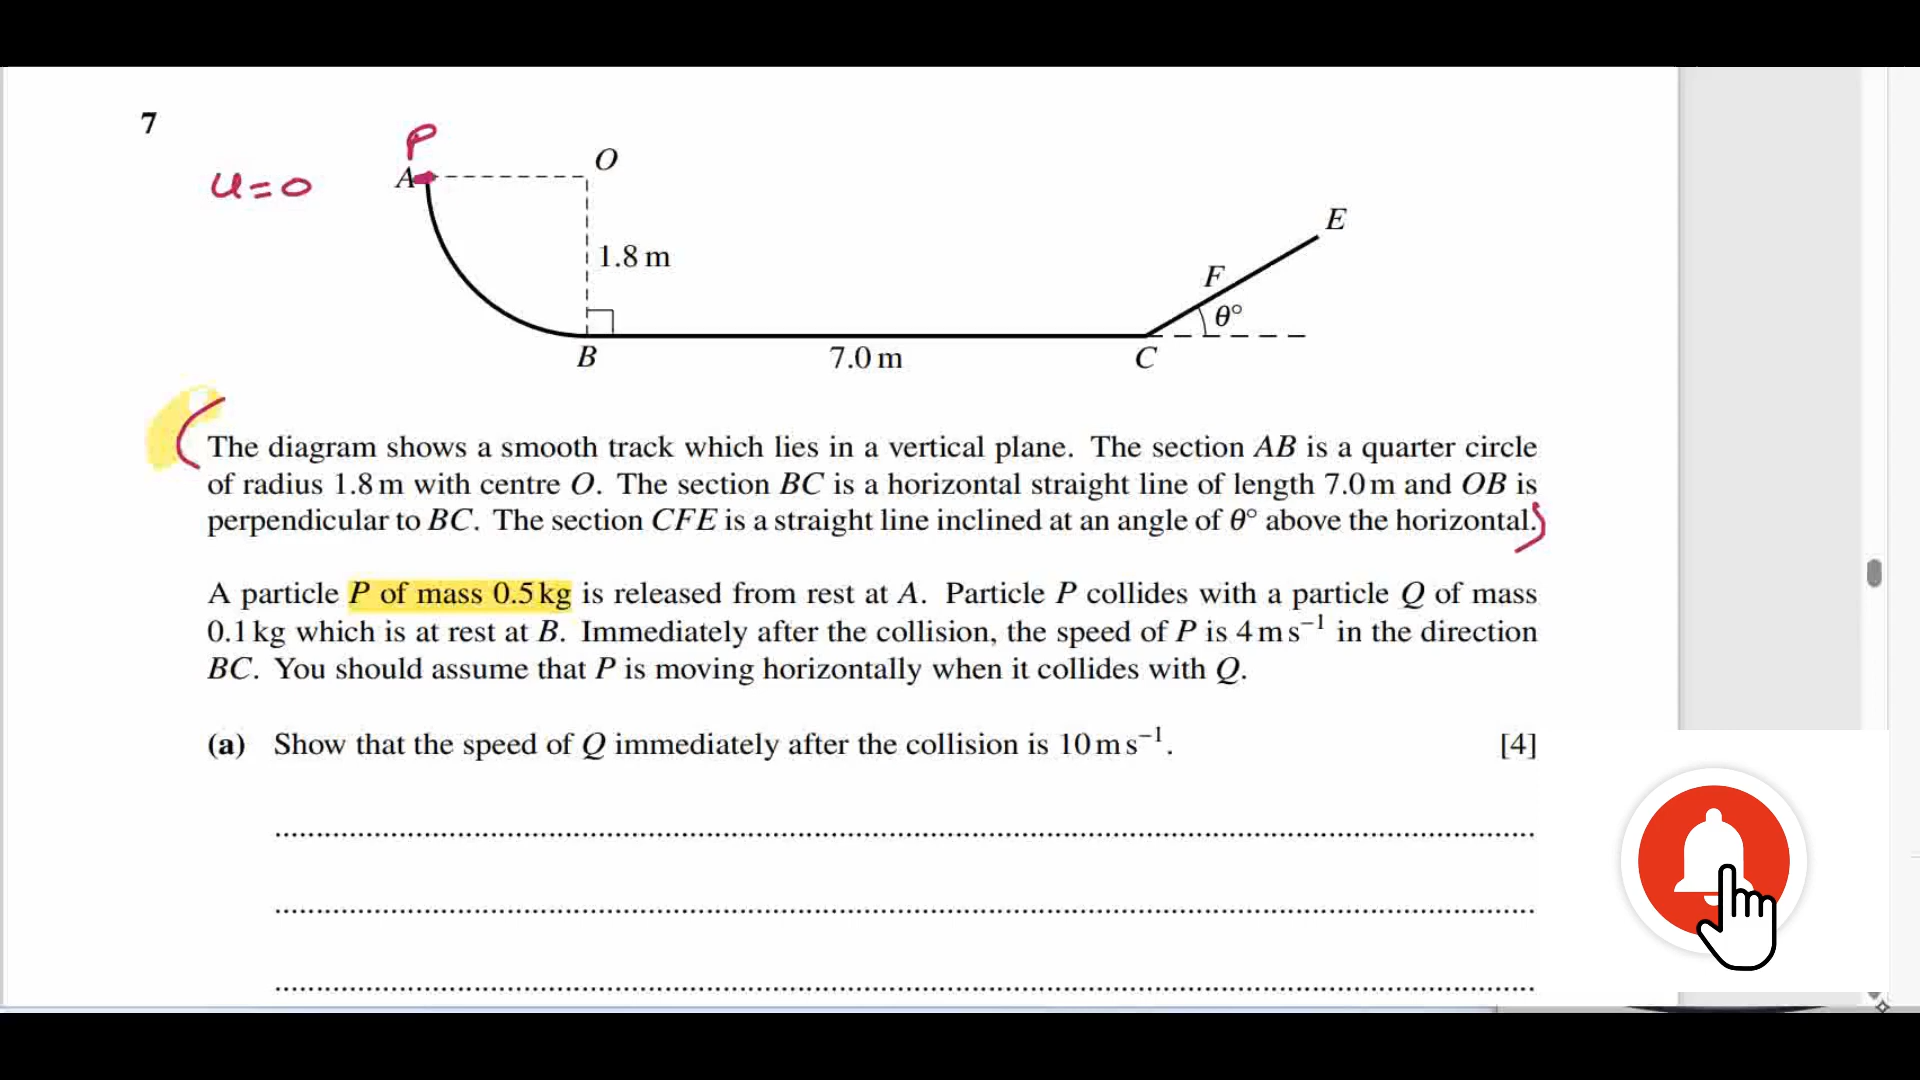 7
P
u=0
A
O
1.8 m
E
F
θ°
B
7.0 m
C
The diagram shows a smooth track which lies in a vertical plane. The section AB is a quarter circle
of radius 1.8 m with centre O. The section BC is a horizontal straight line of length 7.0 m and OB is
perpendicular to BC. The section CFE is a straight line inclined at an angle of θ° above the horizontal.
A particle P of mass 0.5 kg is released from rest at A. Particle P collides with a particle Q of mass
0.1 kg which is at rest at B. Immediately after the collision, the speed of P is 4 m s⁻¹ in the direction
BC. You should assume that P is moving horizontally when it collides with Q.
(a) Show that the speed of Q immediately after the collision is 10 m s⁻¹. [4]